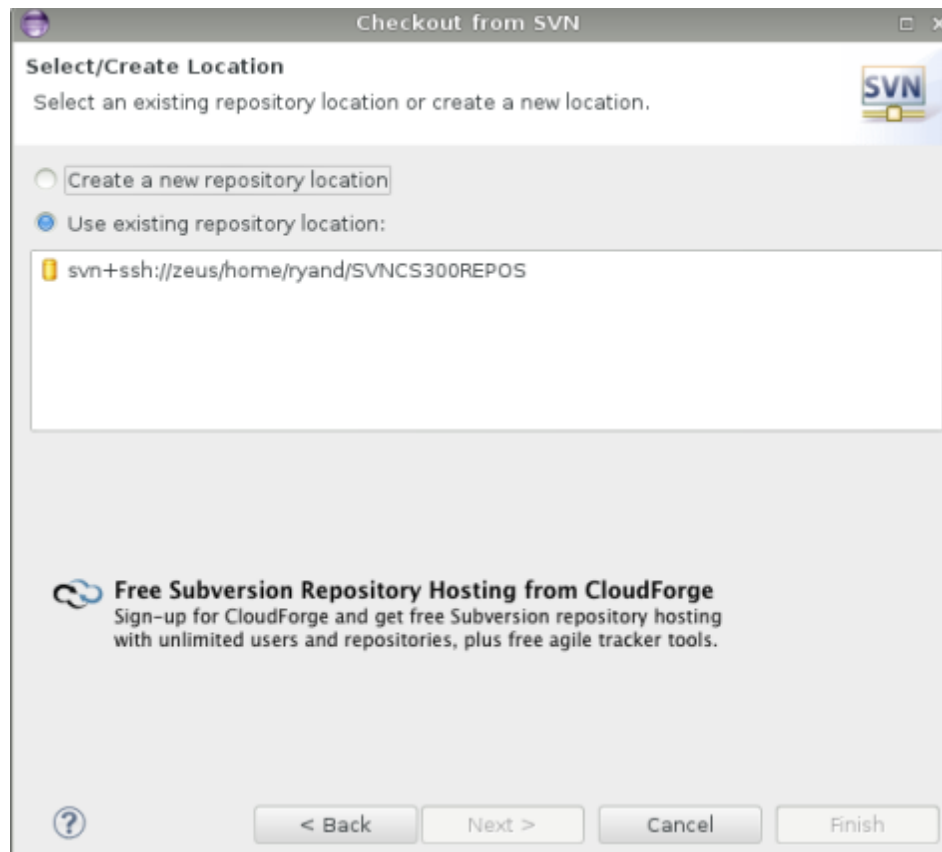 Checkout from SVN
Select/Create Location
Select an existing repository location or create a new location.
SVN
Create a new repository location
Use existing repository location:
svn+ssh://zeus/home/ryand/SVNCS300REPOS
Free Subversion Repository Hosting from CloudForge
Sign-up for CloudForge and get free Subversion repository hosting
with unlimited users and repositories, plus free agile tracker tools.
? < Back Next > Cancel Finish